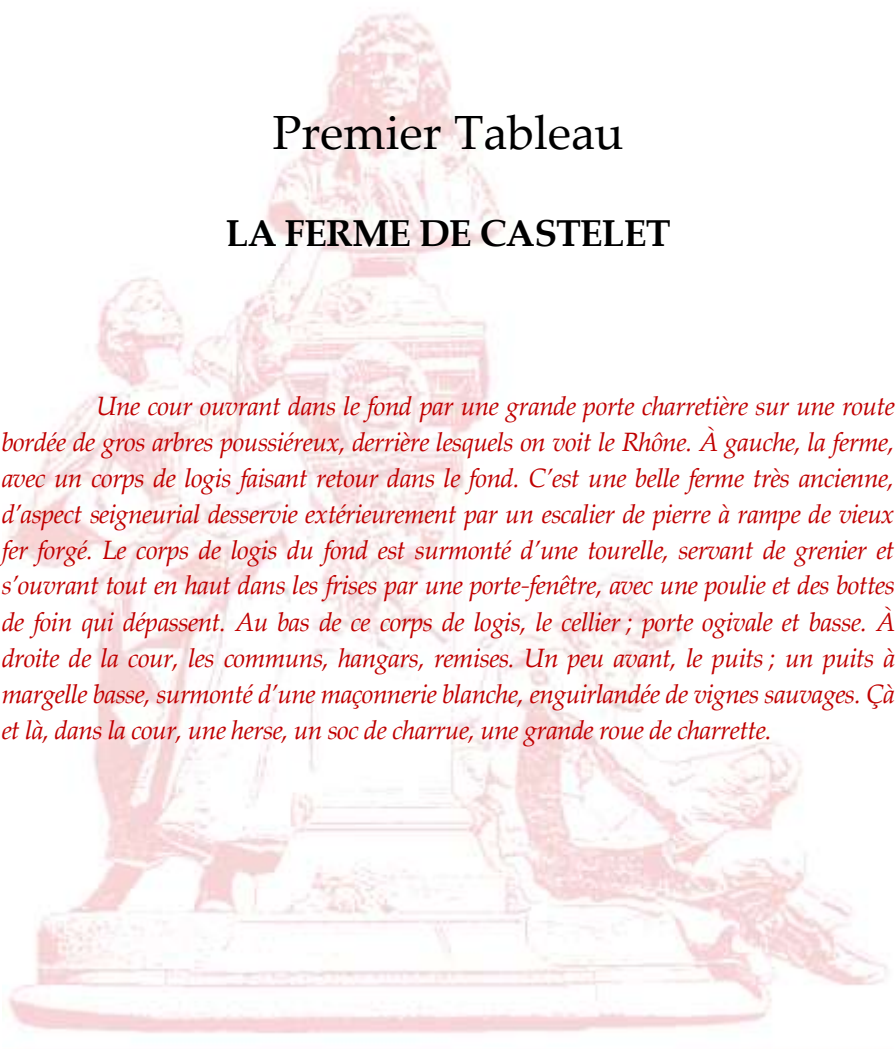 Premier Tableau
LA FERME DE CASTELET
Une cour ouvrant dans le fond par une grande porte charretière sur une route
bordée de gros arbres poussiéreux, derrière lesquels on voit le Rhône. À gauche, la ferme,
avec un corps de logis faisant retour dans le fond. C’est une belle ferme très ancienne,
d’aspect seigneurial desservie extérieurement par un escalier de pierre à rampe de vieux
fer forgé. Le corps de logis du fond est surmonté d’une tourelle, servant de grenier et
s’ouvrant tout en haut dans les frises par une porte-fenêtre, avec une poulie et des bottes
de foin qui dépassent. Au bas de ce corps de logis, le cellier ; porte ogivale et basse. À
droite de la cour, les communs, hangars, remises. Un peu avant, le puits ; un puits à
margelle basse, surmonté d’une maçonnerie blanche, enguirlandée de vignes sauvages. Çà
et là, dans la cour, une herse, un soc de charrue, une grande roue de charrette.